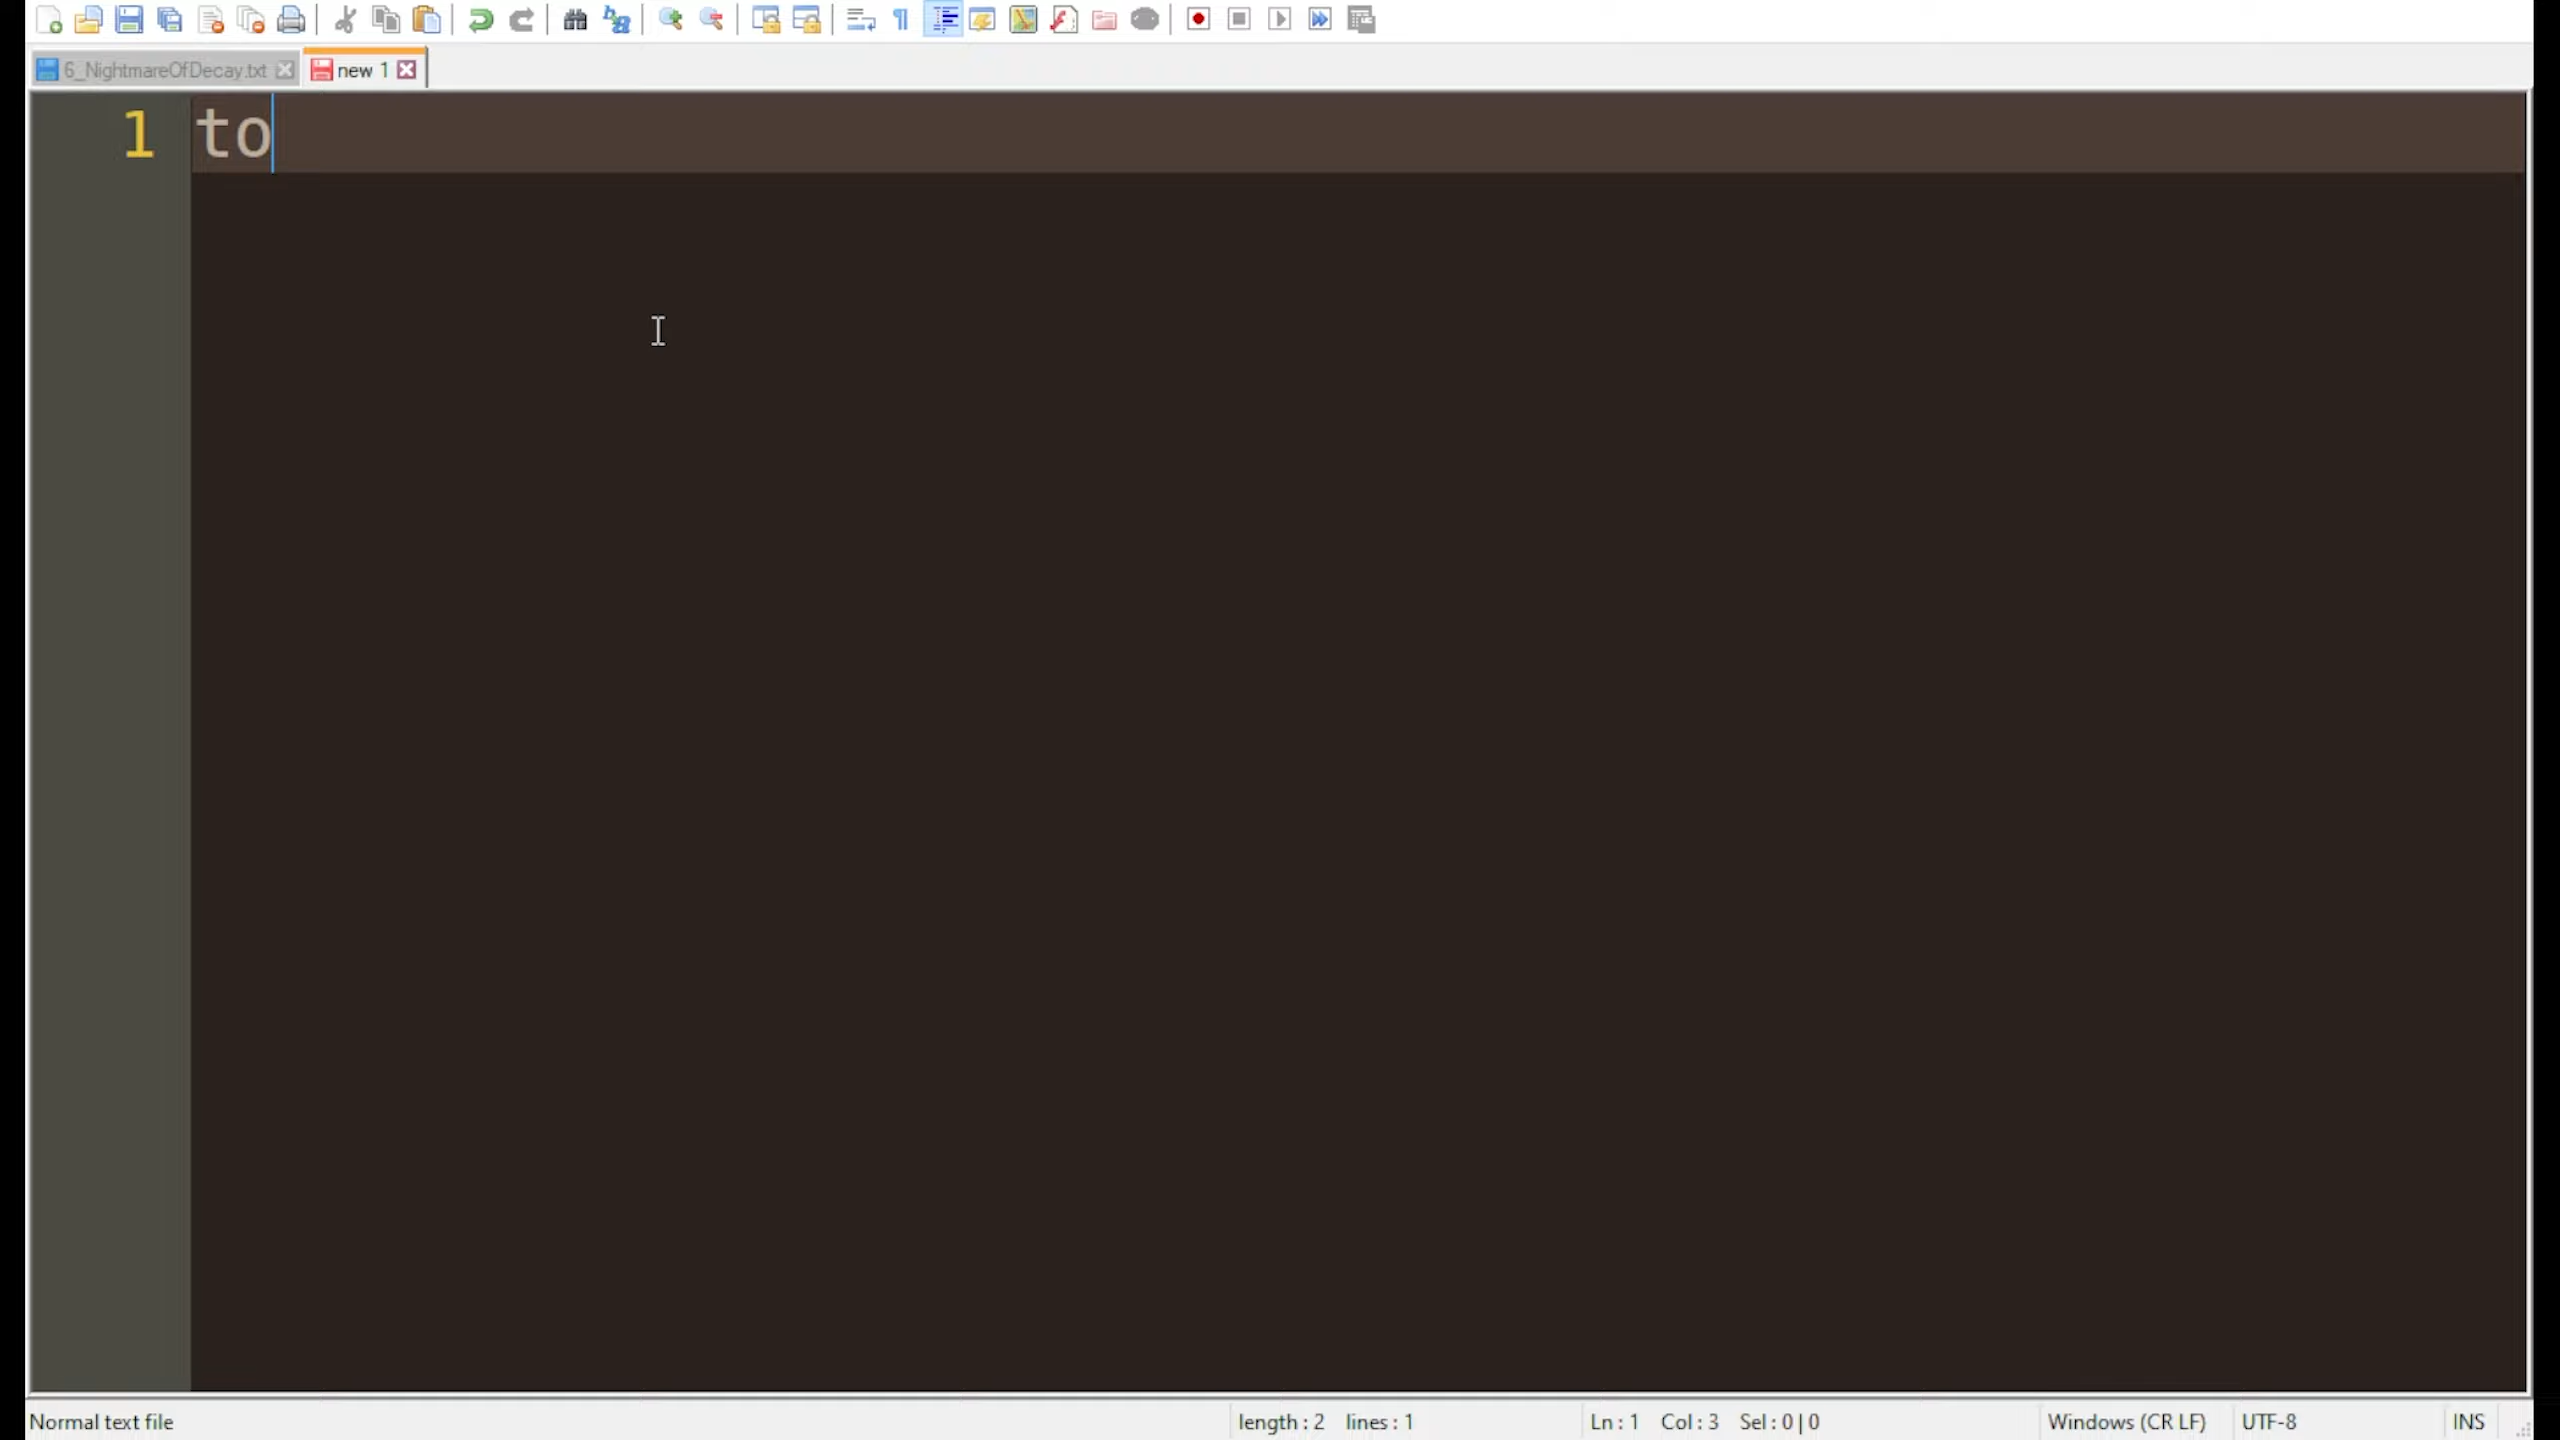 6_NightmareOfDecay.txt new 1
1 to
Normal text file length : 2 lines : 1 Ln : 1 Col : 3 Sel : 0 | 0 Windows (CR LF) UTF-8 INS